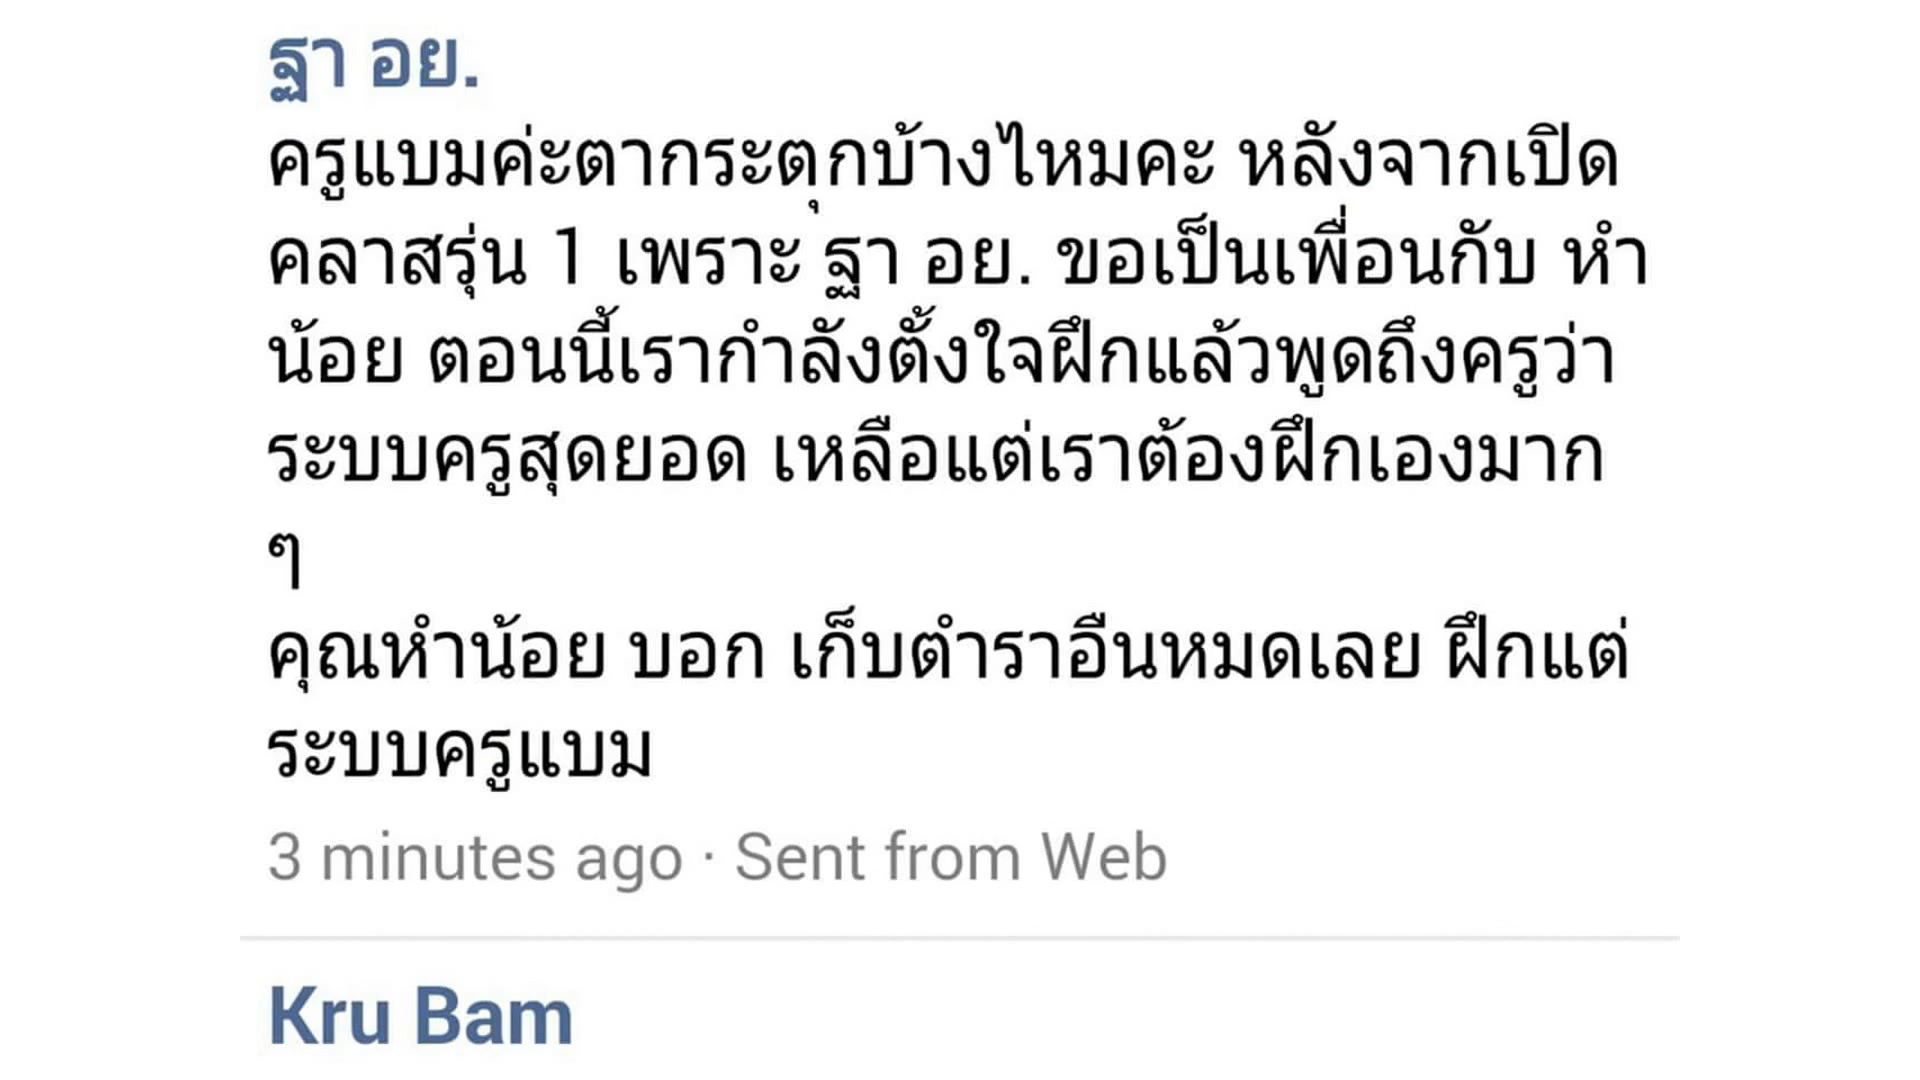 ฐา อย.
ครูแบมค่ะตากระตุกบ้างไหมคะ หลังจากเปิด
คลาสรุ่น 1 เพราะ ฐา อย. ขอเป็นเพื่อนกับ หำ
น้อย ตอนนี้เรากำลังตั้งใจฝึกแล้วพูดถึงครูว่า
ระบบครูสุดยอด เหลือแต่เราต้องฝึกเองมาก
ๆ
คุณหำน้อย บอก เก็บตำราอืนหมดเลย ฝึกแต่
ระบบครูแบม
3 minutes ago · Sent from Web
Kru Bam